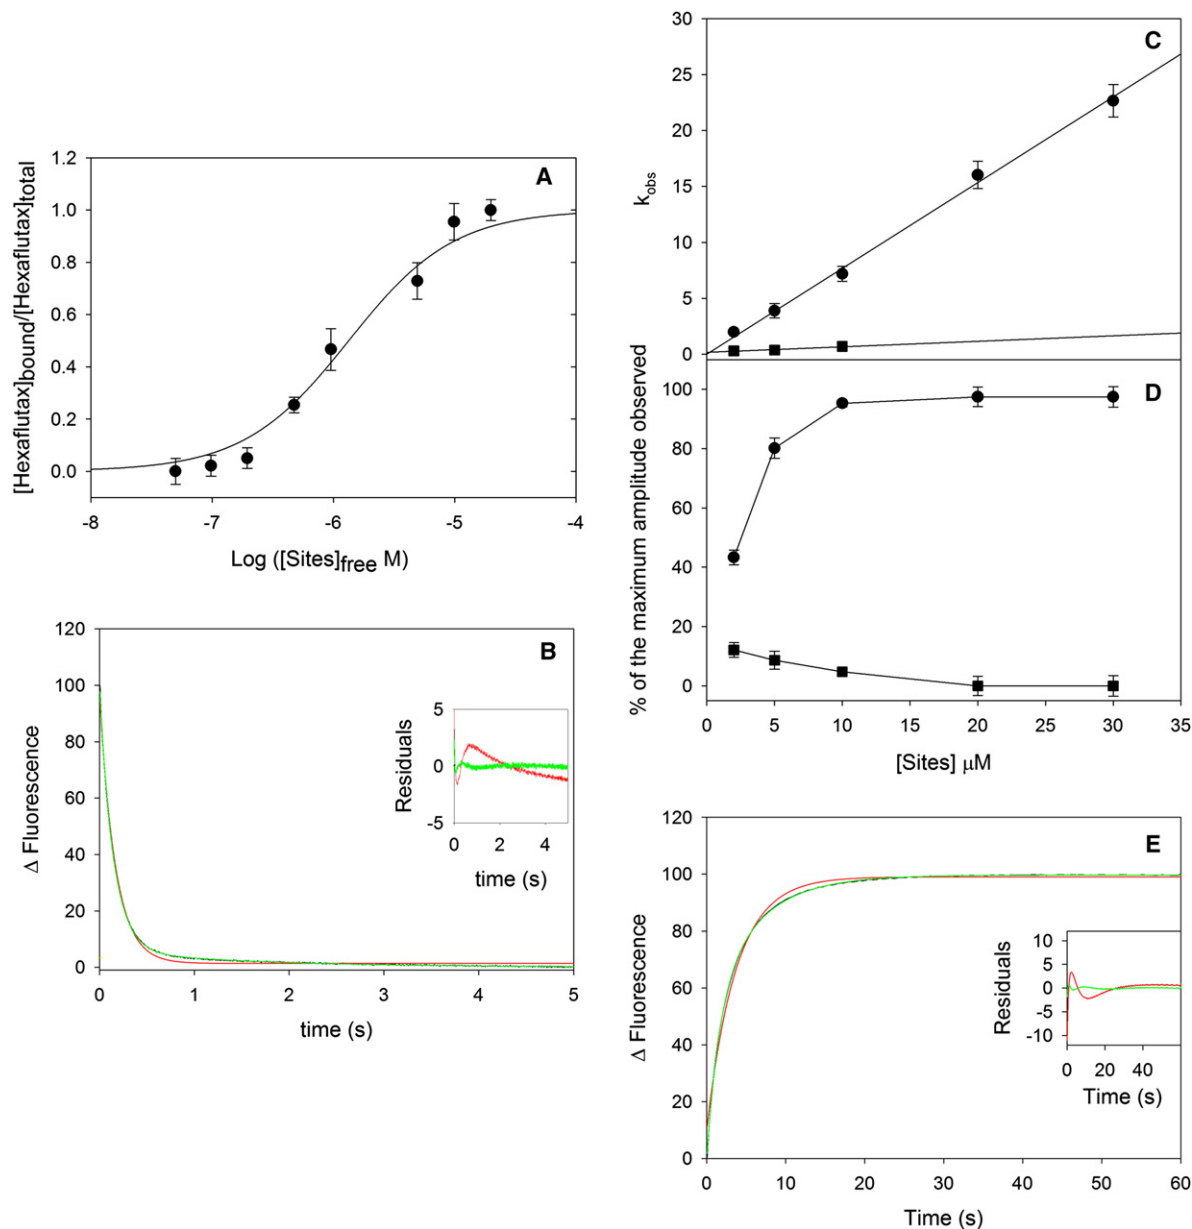 A
[Hexaflutax]bound/[Hexaflutax]total
1.2
1.0
0.8
0.6
0.4
0.2
0.0
-8 -7 -6 -5 -4
Log ([Sites]free M)
B
Δ Fluorescence
120
100
80
60
40
20
0
0 1 2 3 4 5
time (s)
Residuals
5
0
-5
0 2 4
time (s)
C
kobs
30
25
20
15
10
5
0
D
% of the maximum amplitude observed
100
80
60
40
20
0
0 5 10 15 20 25 30 35
[Sites] μM
E
Δ Fluorescence
120
100
80
60
40
20
0
0 10 20 30 40 50 60
Time (s)
Residuals
10
5
0
-5
-10
0 20 40
Time (s)